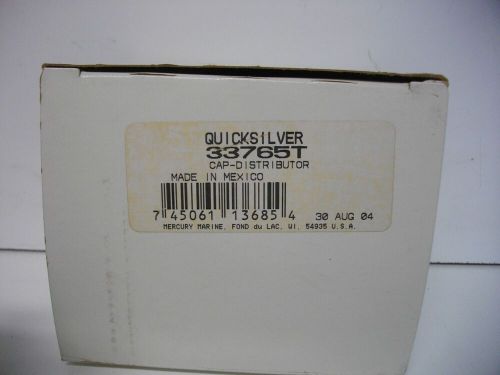 QUICKSILVER
33765T
CAP-DISTRIBUTOR
MADE IN MEXICO
7 45061 13685 4 30 AUG 04
MERCURY MARINE, FOND du LAC, WI. 54935 U.S.A.